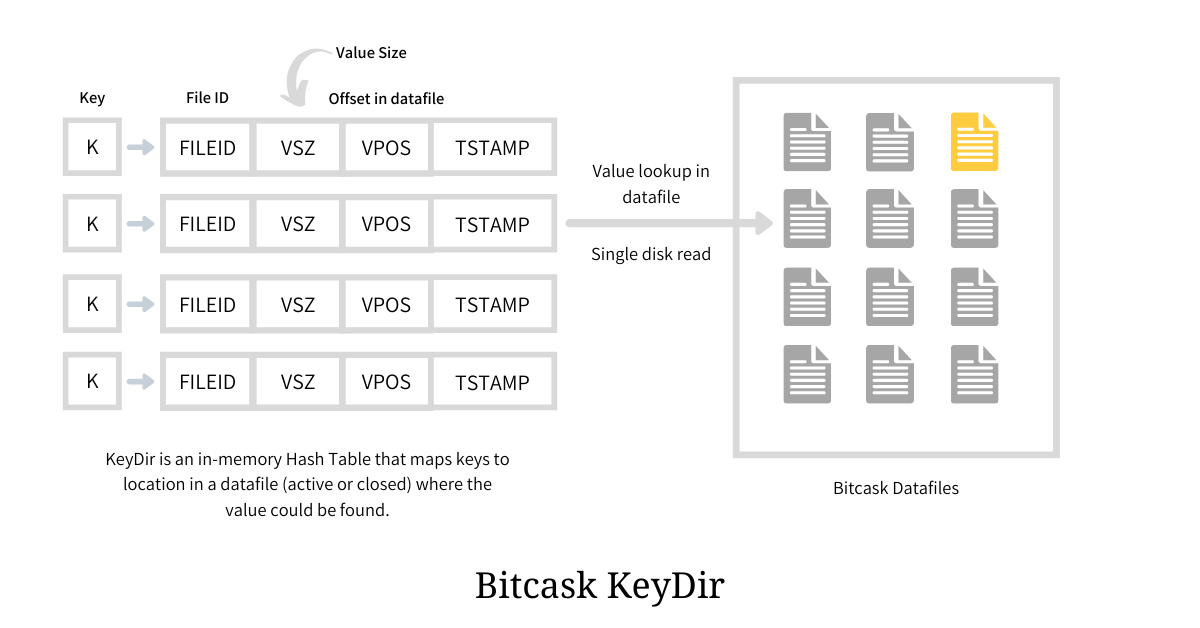 Value Size
Key
File ID
Offset in datafile
K
FILEID
VSZ
VPOS
TSTAMP
K
FILEID
VSZ
VPOS
TSTAMP
K
FILEID
VSZ
VPOS
TSTAMP
K
FILEID
VSZ
VPOS
TSTAMP
Value lookup in
datafile
Single disk read
KeyDir is an in-memory Hash Table that maps keys to
location in a datafile (active or closed) where the
value could be found.
Bitcask Datafiles
Bitcask KeyDir